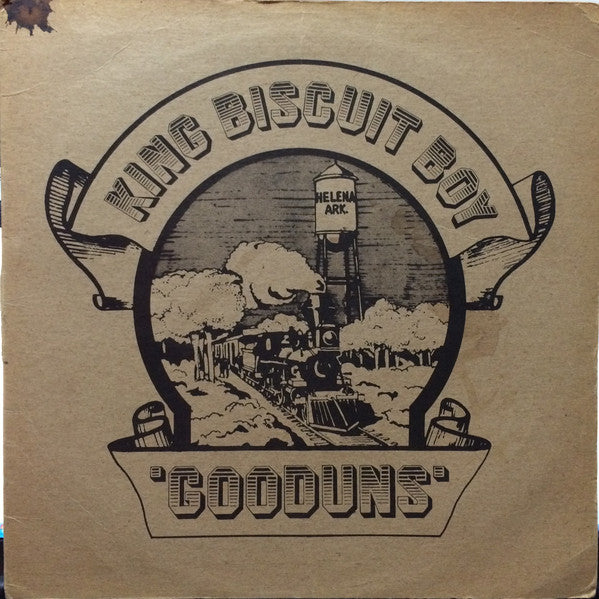 KING BISCUIT BOY
HELENA
ARK.
'GOODUNS'